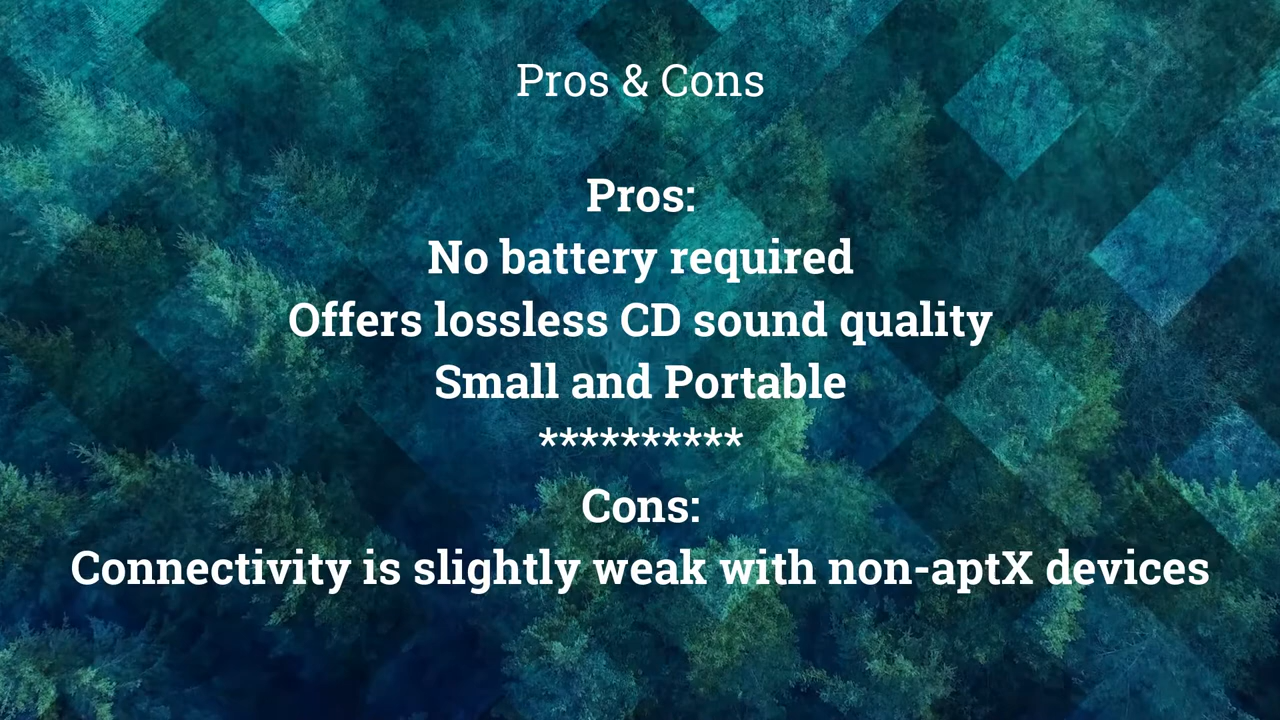 Pros & Cons
Pros:
No battery required
Offers lossless CD sound quality
Small and Portable
**********
Cons:
Connectivity is slightly weak with non-aptX devices